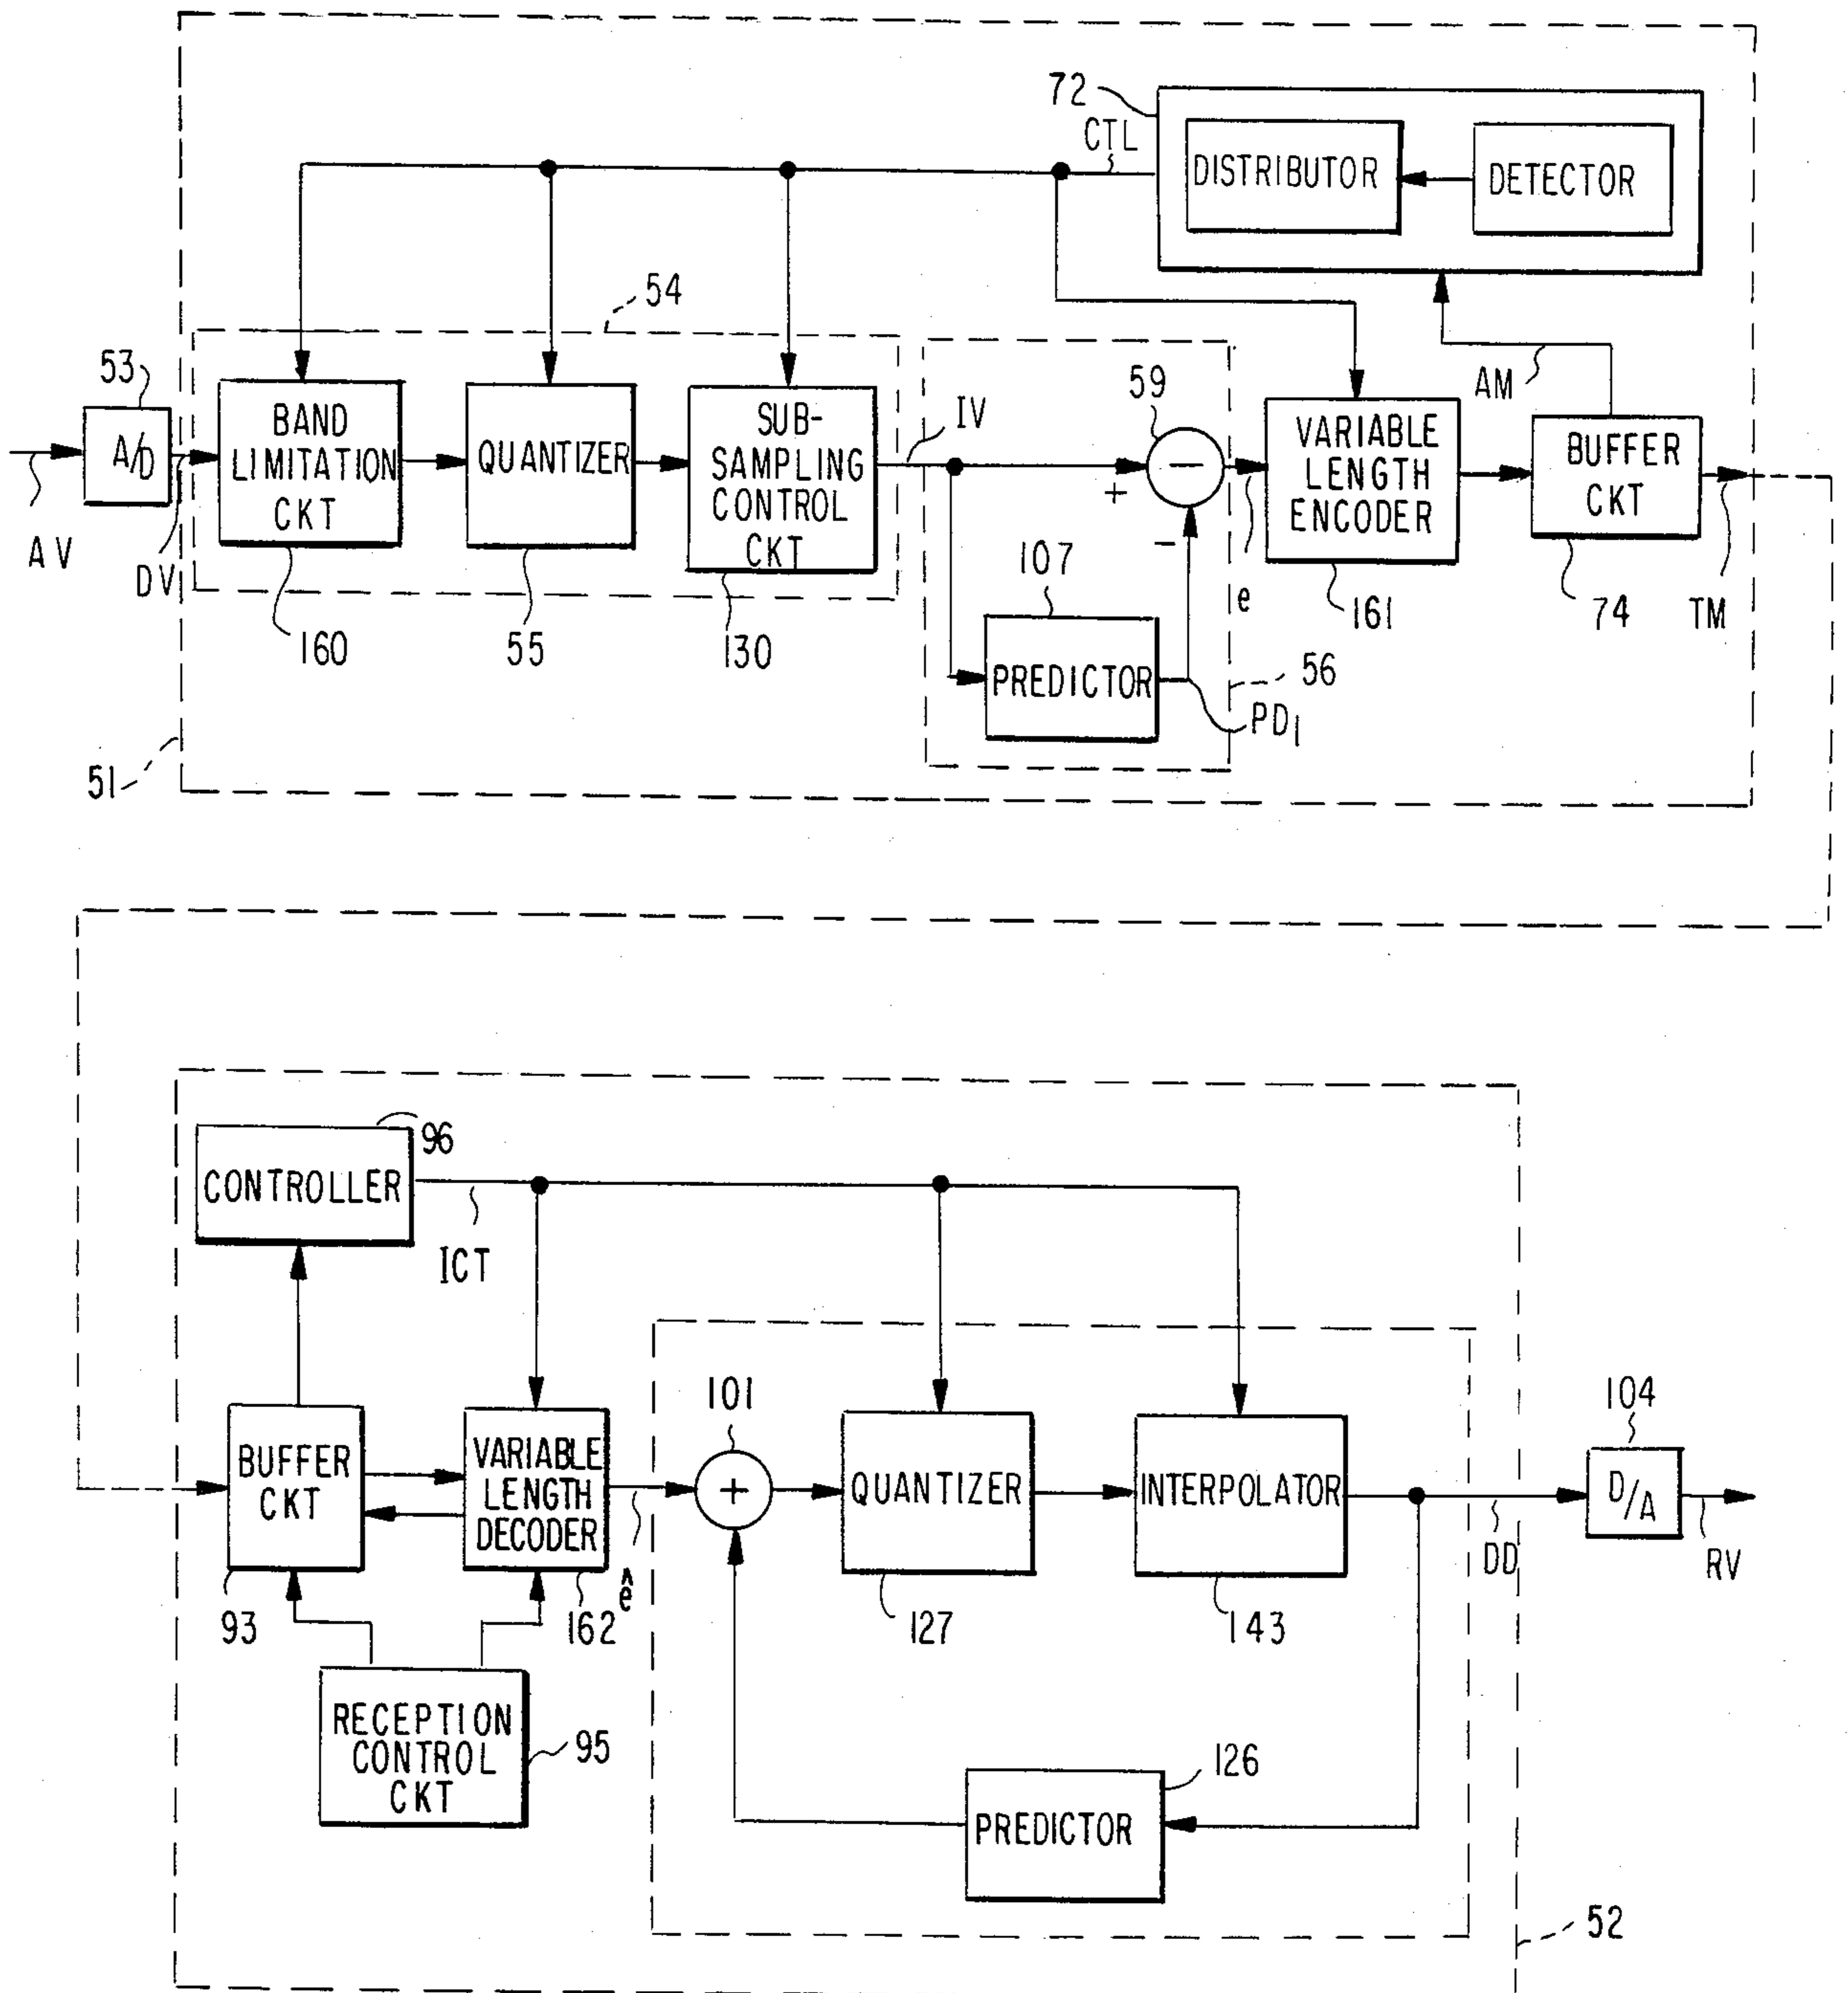 72
CTL
DISTRIBUTOR
DETECTOR
54
53
A/D
AV
DV
BAND
LIMITATION
CKT
160
QUANTIZER
55
SUB-
SAMPLING
CONTROL
CKT
130
IV
59
−
+
−
107
PREDICTOR
PD1
56
e
VARIABLE
LENGTH
ENCODER
161
AM
BUFFER
CKT
74
TM
51
96
CONTROLLER
ICT
BUFFER
CKT
93
VARIABLE
LENGTH
DECODER
162
ê
101
+
QUANTIZER
127
INTERPOLATOR
143
104
D/A
DD
RV
RECEPTION
CONTROL
CKT
95
126
PREDICTOR
52